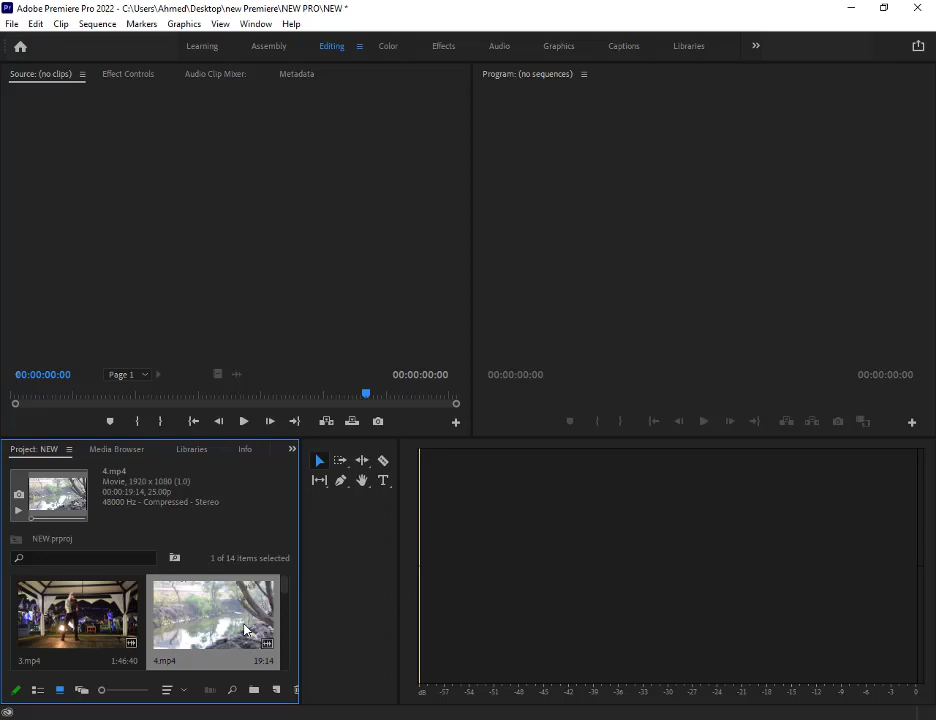 Pr Adobe Premiere Pro 2022 - C:\Users\Ahmed\Desktop\new Premiere\NEW PRO\NEW *
File Edit Clip Sequence Markers Graphics View Window Help
Learning Assembly Editing Color Effects Audio Graphics Captions Libraries
Source: (no clips) Effect Controls Audio Clip Mixer: Metadata Program: (no sequences)
00:00:00:00 Page 1 00:00:00:00 00:00:00:00 00:00:00:00
Project: NEW Media Browser Libraries Info
4.mp4
Movie, 1920 x 1080 (1.0)
00:00:19:14, 25.00p
48000 Hz - Compressed - Stereo
NEW.prproj
1 of 14 items selected
3.mp4 1:46:40 4.mp4 19:14
dB -57 -54 -51 -48 -45 -42 -39 -36 -33 -30 -27 -24 -21 -18 -15 -12 -9 -6 -3 0